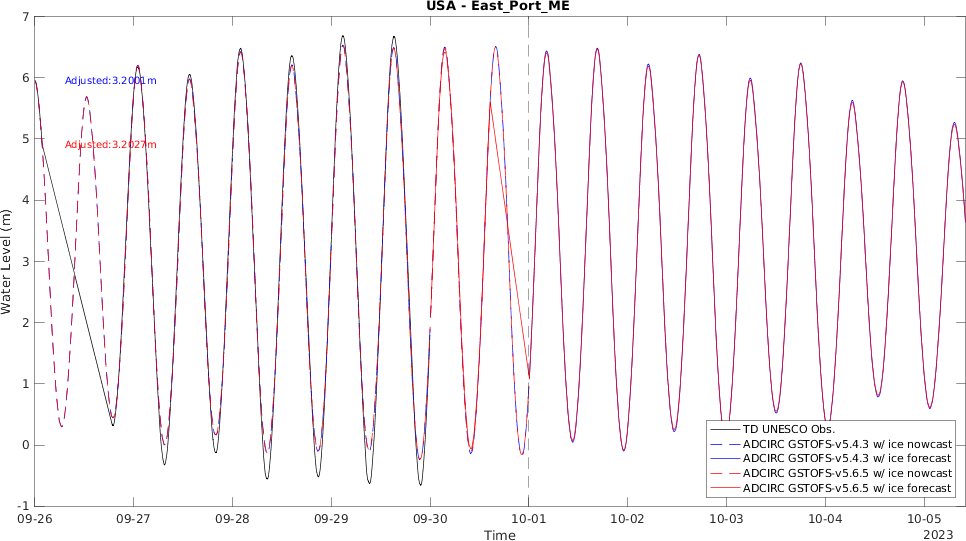 USA - East_Port_ME
7
6
5
4
3
2
1
0
-1
Water Level (m)
Adjusted:3.2001m
Adjusted:3.2027m
TD UNESCO Obs.
ADCIRC GSTOFS-v5.4.3 w/ ice nowcast
ADCIRC GSTOFS-v5.4.3 w/ ice forecast
ADCIRC GSTOFS-v5.6.5 w/ ice nowcast
ADCIRC GSTOFS-v5.6.5 w/ ice forecast
09-26 09-27 09-28 09-29 09-30 10-01 10-02 10-03 10-04 10-05
Time
2023